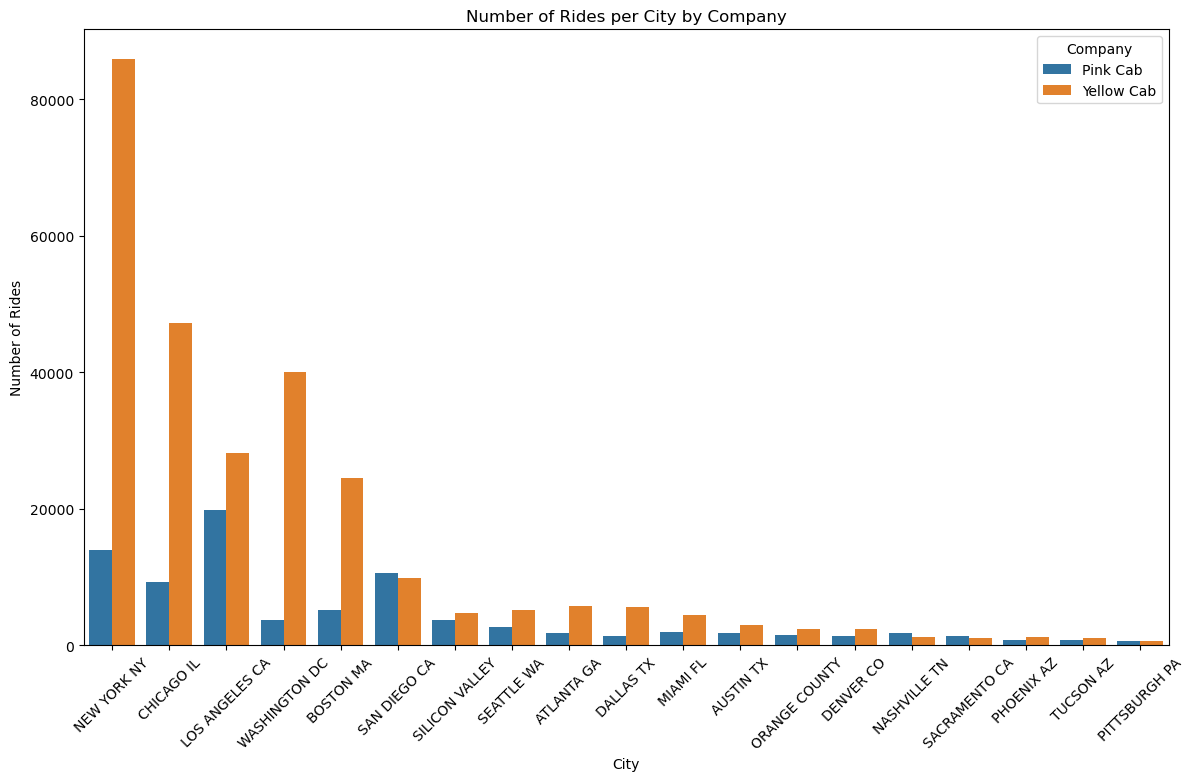 Number of Rides per City by Company
Company
Pink Cab
Yellow Cab
80000
60000
40000
20000
0
Number of Rides
NEW YORK NY
CHICAGO IL
LOS ANGELES CA
WASHINGTON DC
BOSTON MA
SAN DIEGO CA
SILICON VALLEY
SEATTLE WA
ATLANTA GA
DALLAS TX
MIAMI FL
AUSTIN TX
ORANGE COUNTY
DENVER CO
NASHVILLE TN
SACRAMENTO CA
PHOENIX AZ
TUCSON AZ
PITTSBURGH PA
City